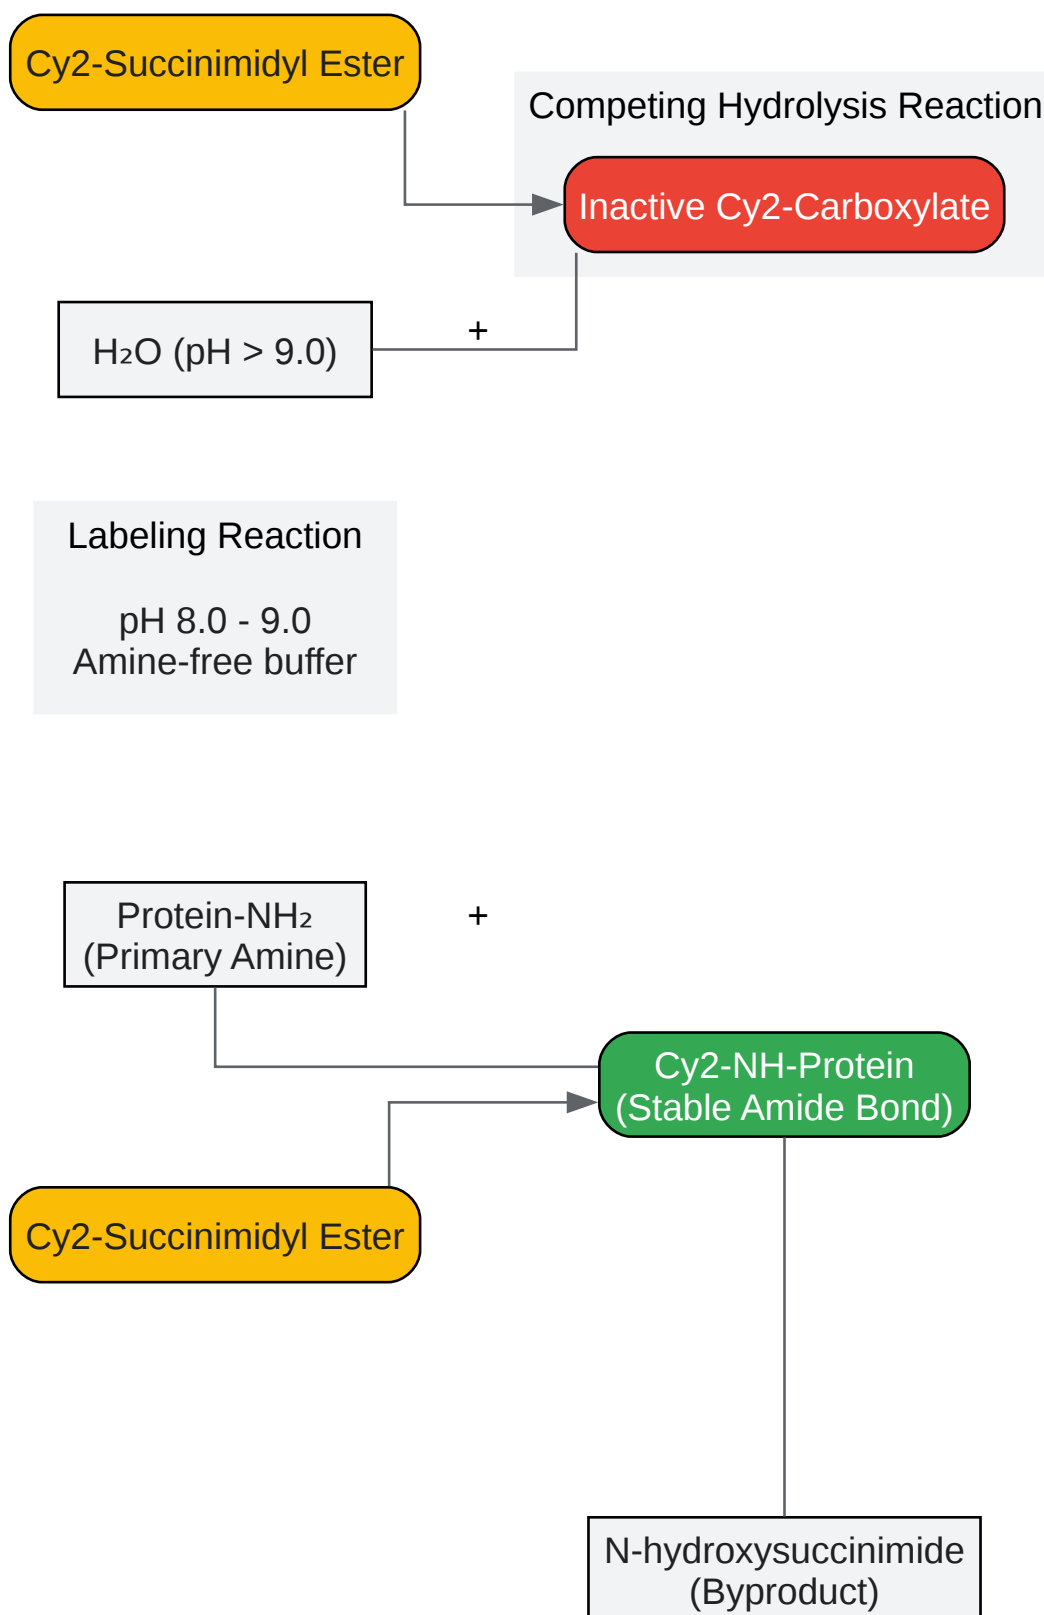 Cy2-Succinimidyl Ester
Competing Hydrolysis Reaction
Inactive Cy2-Carboxylate
+
H₂O (pH > 9.0)
Labeling Reaction
pH 8.0 - 9.0
Amine-free buffer
Protein-NH₂
(Primary Amine)
+
Cy2-NH-Protein
(Stable Amide Bond)
Cy2-Succinimidyl Ester
N-hydroxysuccinimide
(Byproduct)